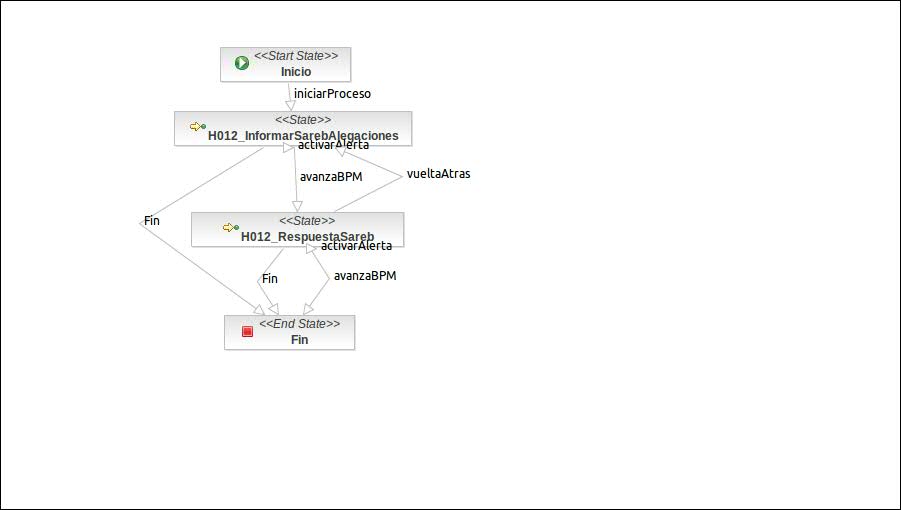 <<Start State>>
Inicio
iniciarProceso
<<State>>
H012_InformarSarebAlegaciones
activarAlerta
avanzaBPM
vueltaAtras
Fin
<<State>>
H012_RespuestaSareb
activarAlerta
Fin
avanzaBPM
<<End State>>
Fin